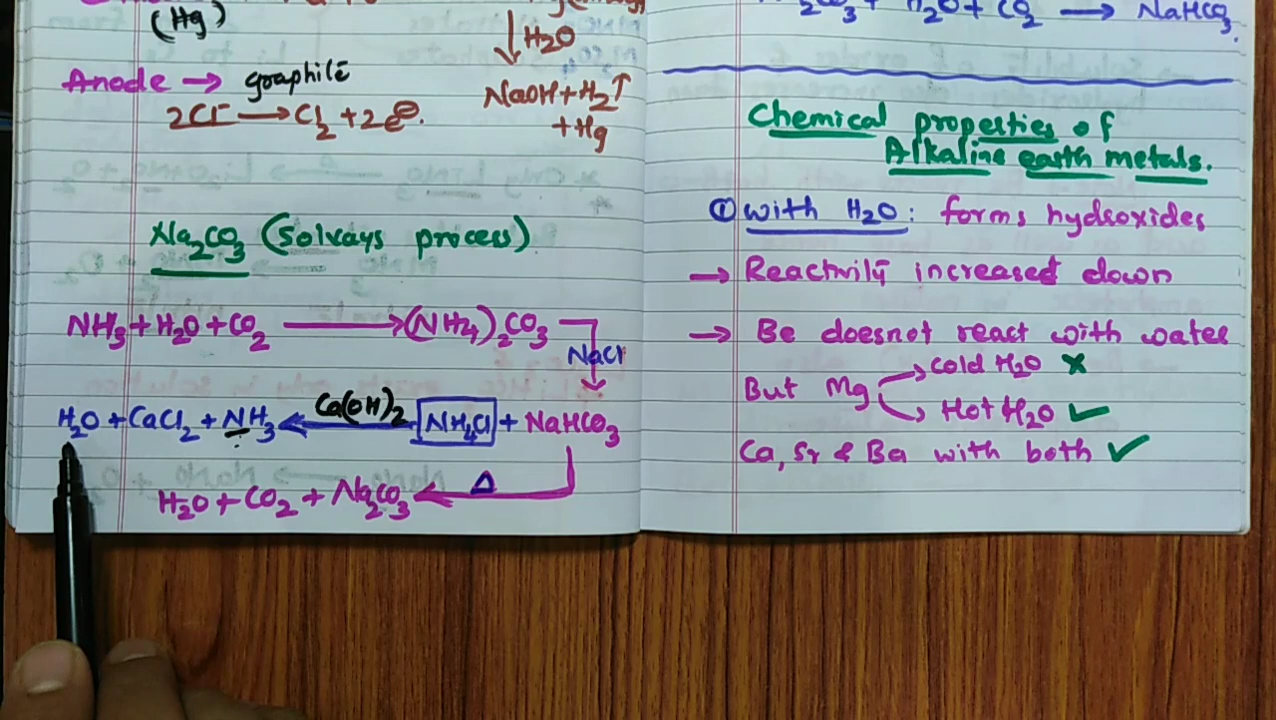 (Hg)
↓ H2O
Anode → graphite
2Cl⁻ → Cl2 + 2e⊖.
NaOH + H2↑
+ Hg
Na2CO3 (Solvays process)
NH3 + H2O + CO2 → (NH4)2CO3
NaCl
H2O + CaCl2 + NH3 ← Ca(OH)2 NH4Cl + NaHCO3
H2O + CO2 + Na2CO3 ← Δ
2CO3 + H2O + CO2 → NaHCO3.
Chemical properties of
Alkaline earth metals.
① with H2O : forms hydroxides
→ Reactivity increased down
→ Be doesnot react with water
But Mg → cold H2O ×
→ Hot H2O ✓
Ca, Sr & Ba with both ✓